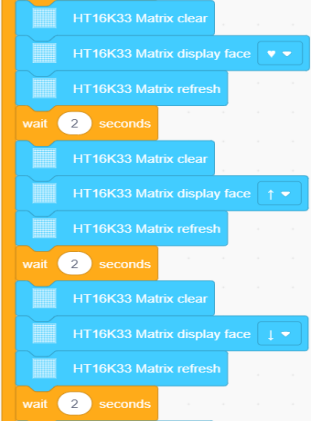 HT16K33 Matrix clear
HT16K33 Matrix display face ♥
HT16K33 Matrix refresh
wait 2 seconds
HT16K33 Matrix clear
HT16K33 Matrix display face ↑
HT16K33 Matrix refresh
wait 2 seconds
HT16K33 Matrix clear
HT16K33 Matrix display face ↓
HT16K33 Matrix refresh
wait 2 seconds